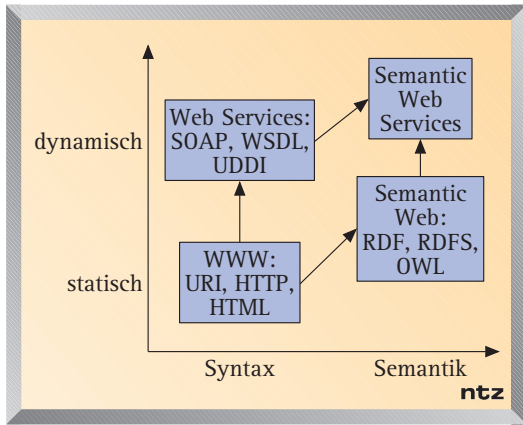 Semantic
Web
Services
Web Services:
SOAP, WSDL,
UDDI
dynamisch
Semantic
Web:
RDF, RDFS,
OWL
WWW:
URI, HTTP,
HTML
statisch
Syntax
Semantik
ntz